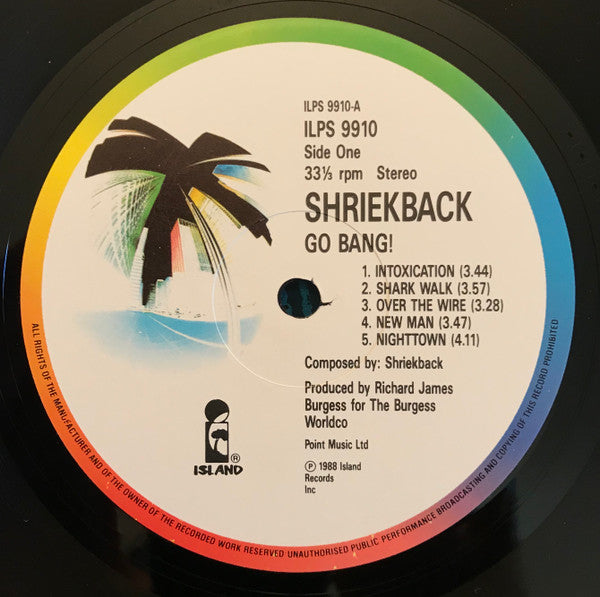 ILPS 9910-A
ILPS 9910
Side One
33⅓ rpm Stereo
SHRIEKBACK
GO BANG!
1. INTOXICATION (3.44)
2. SHARK WALK (3.57)
3. OVER THE WIRE (3.28)
4. NEW MAN (3.47)
5. NIGHTTOWN (4.11)
Composed by: Shriekback
Produced by Richard James
Burgess for The Burgess
Worldco
Point Music Ltd
℗ 1988 Island
Records
Inc
ISLAND ®
ALL RIGHTS OF THE MANUFACTURER AND OF THE OWNER OF THE RECORDED WORK RESERVED UNAUTHORISED PUBLIC PERFORMANCE BROADCASTING AND COPYING OF THIS RECORD PROHIBITED